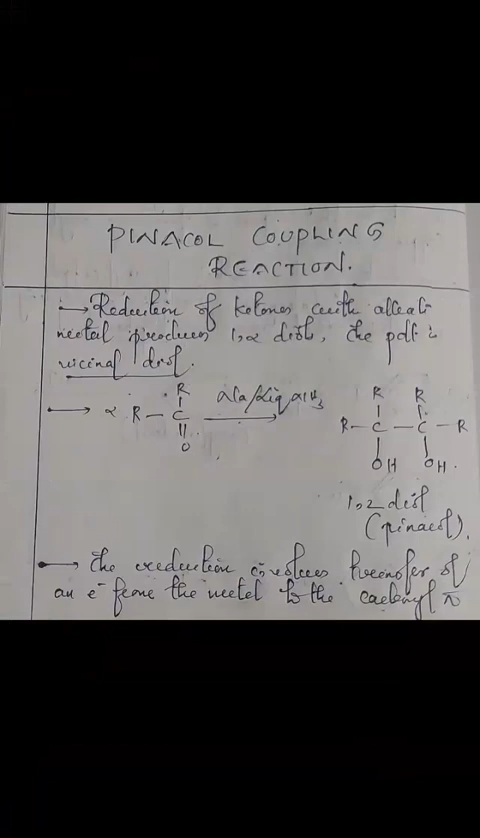 PINACOL COUPLING
REACTION.
→ Reduction of ketones with alkali
metal produces 1,2 diol, the pdt is
vicinal diol.
→ 2 R-C(=O)-R Na/Liq NH3 →
R R
R-C-C-R
OH OH.
1,2 diol
(pinacol).
→ The reduction involves transfer of
an e⁻ from the metal to the carbonyl π